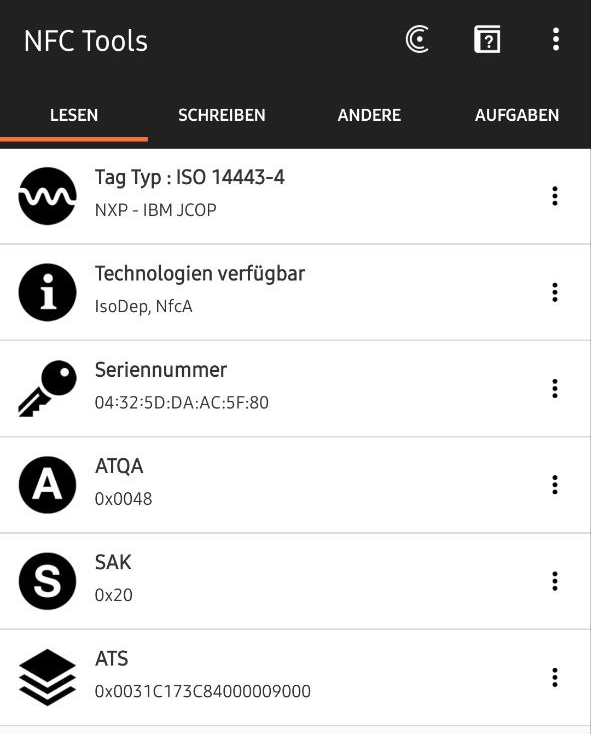 NFC Tools
LESEN SCHREIBEN ANDERE AUFGABEN
Tag Typ : ISO 14443-4
NXP - IBM JCOP
Technologien verfügbar
IsoDep, NfcA
Seriennummer
04:32:5D:DA:AC:5F:80
A
ATQA
0x0048
S
SAK
0x20
ATS
0x0031C173C84000009000